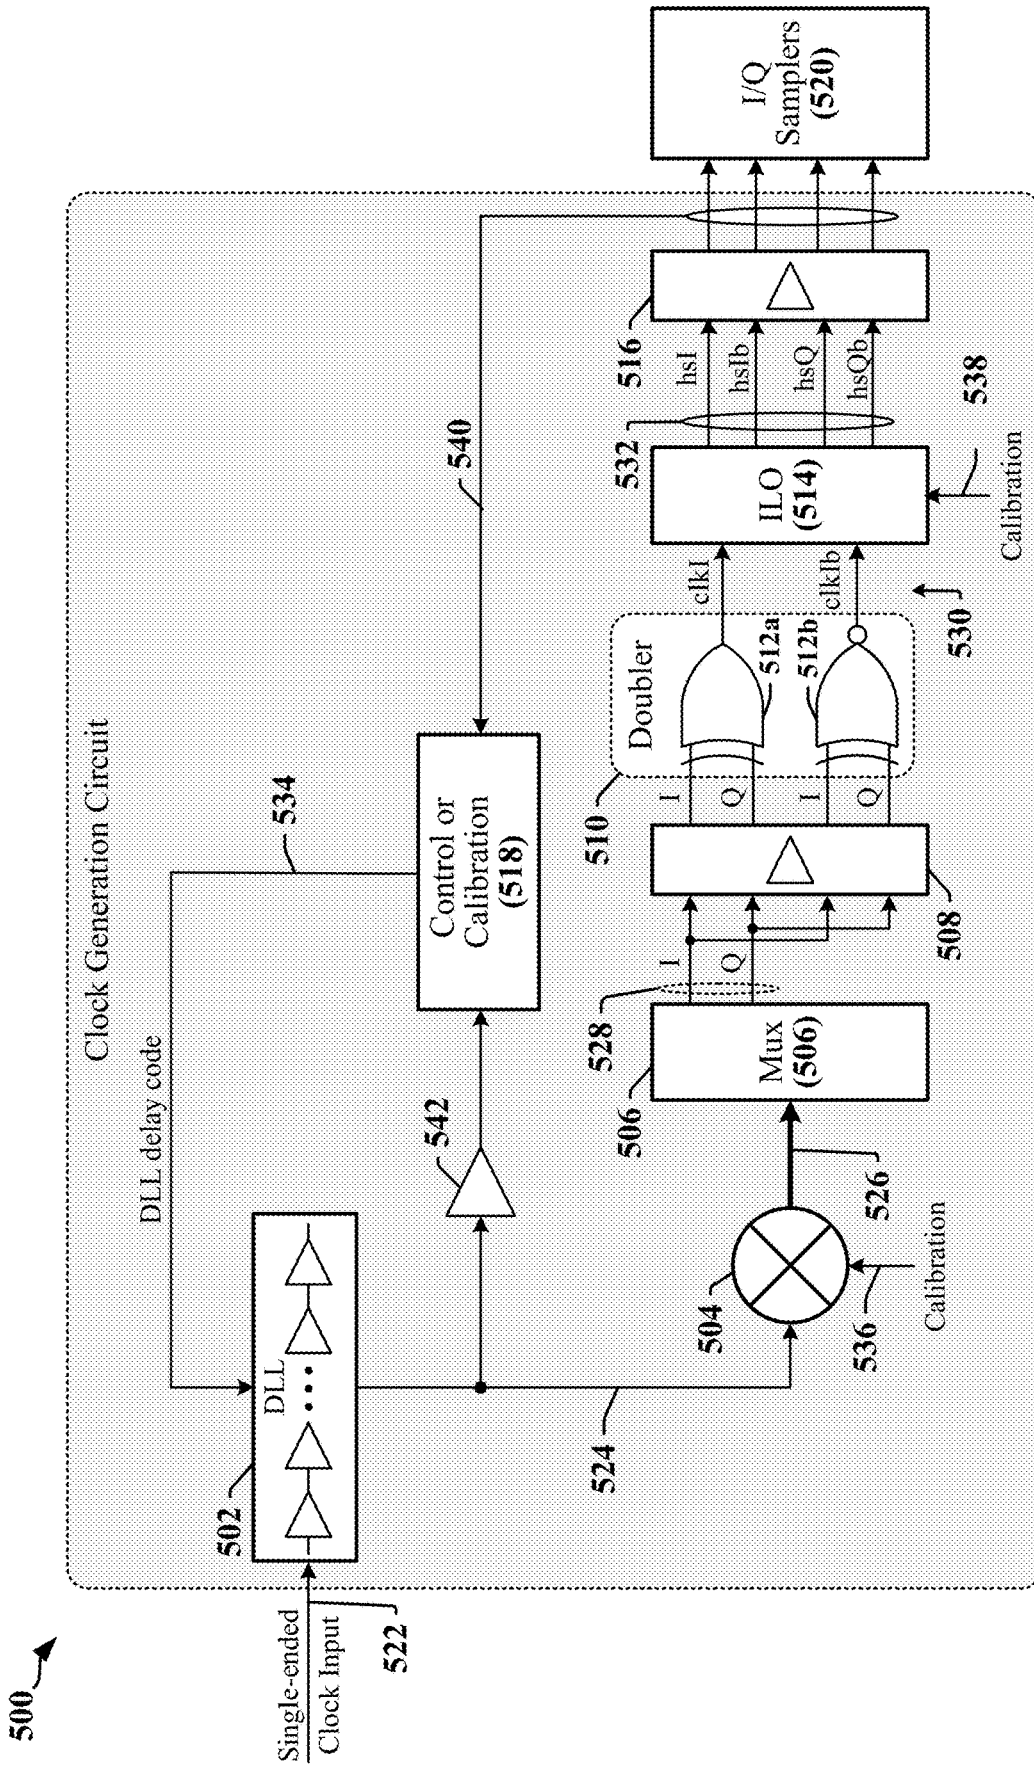 500
Clock Generation Circuit
Single-ended
Clock Input
522
502
DLL
DLL delay code
534
524
542
Control or
Calibration
(518)
540
504
536
Calibration
526
506
Mux
(506)
528
I
Q
508
I
Q
I
Q
510
Doubler
512a
512b
clkI
clkIb
530
ILO
(514)
538
Calibration
532
hsI
hsIb
hsQ
hsQb
516
I/Q
Samplers
(520)